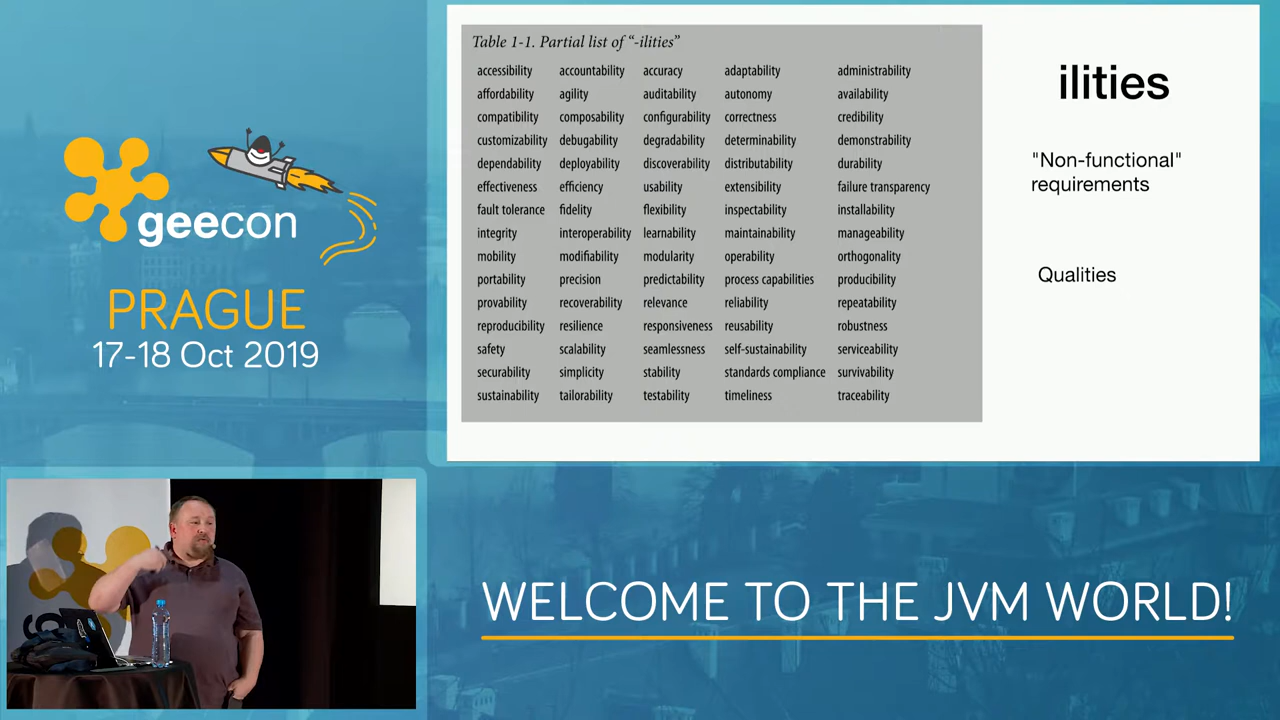 geecon
PRAGUE
17-18 Oct 2019
Table 1-1. Partial list of “-ilities”
accessibility accountability accuracy adaptability administrability
affordability agility auditability autonomy availability
compatibility composability configurability correctness credibility
customizability debugability degradability determinability demonstrability
dependability deployability discoverability distributability durability
effectiveness efficiency usability extensibility failure transparency
fault tolerance fidelity flexibility inspectability installability
integrity interoperability learnability maintainability manageability
mobility modifiability modularity operability orthogonality
portability precision predictability process capabilities producibility
provability recoverability relevance reliability repeatability
reproducibility resilience responsiveness reusability robustness
safety scalability seamlessness self-sustainability serviceability
securability simplicity stability standards compliance survivability
sustainability tailorability testability timeliness traceability
ilities
"Non-functional"
requirements
Qualities
WELCOME TO THE JVM WORLD!